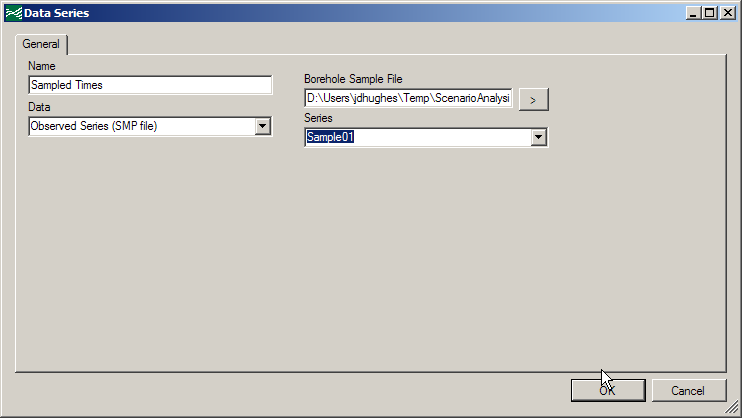 Data Series
General
Name
Sampled Times
Data
Observed Series (SMP file)
Borehole Sample File
D:\Users\jdhughes\Temp\ScenarioAnalysi
>
Series
Sample01
OK
Cancel